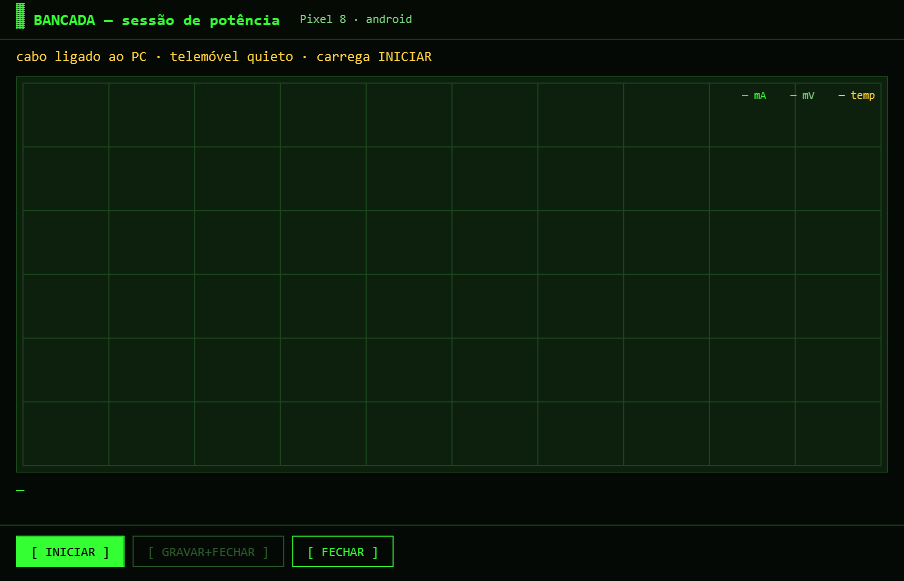 BANCADA — sessão de potência Pixel 8 · android
cabo ligado ao PC · telemóvel quieto · carrega INICIAR
— mA — mV — temp
—
[ INICIAR ] [ GRAVAR+FECHAR ] [ FECHAR ]